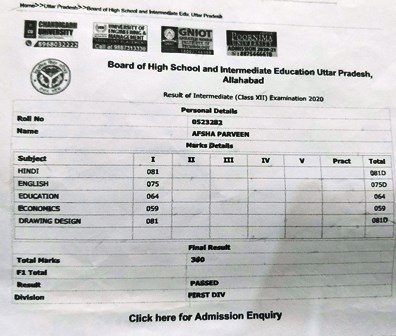 Home>>Uttar Pradesh>>Board of High School and Intermediate Edu. Uttar Pradesh
CHANDIGARH UNIVERSITY
UNIVERSITY OF ENGINEERING & MANAGEMENT
GNIOT
POORNIMA
Board of High School and Intermediate Education Uttar Pradesh,
Allahabad
Result of Intermediate (Class XII) Examination 2020
Personal Details
Roll No 0523282
Name AFSHA PARVEEN
Marks Details
Subject I II III IV V Pract Total
HINDI 081 081D
ENGLISH 075 075D
EDUCATION 064 064
ECONOMICS 059 059
DRAWING DESIGN 081 081D
Final Result
Total Marks 360
F1 Total
Result PASSED
Division FIRST DIV
Click here for Admission Enquiry